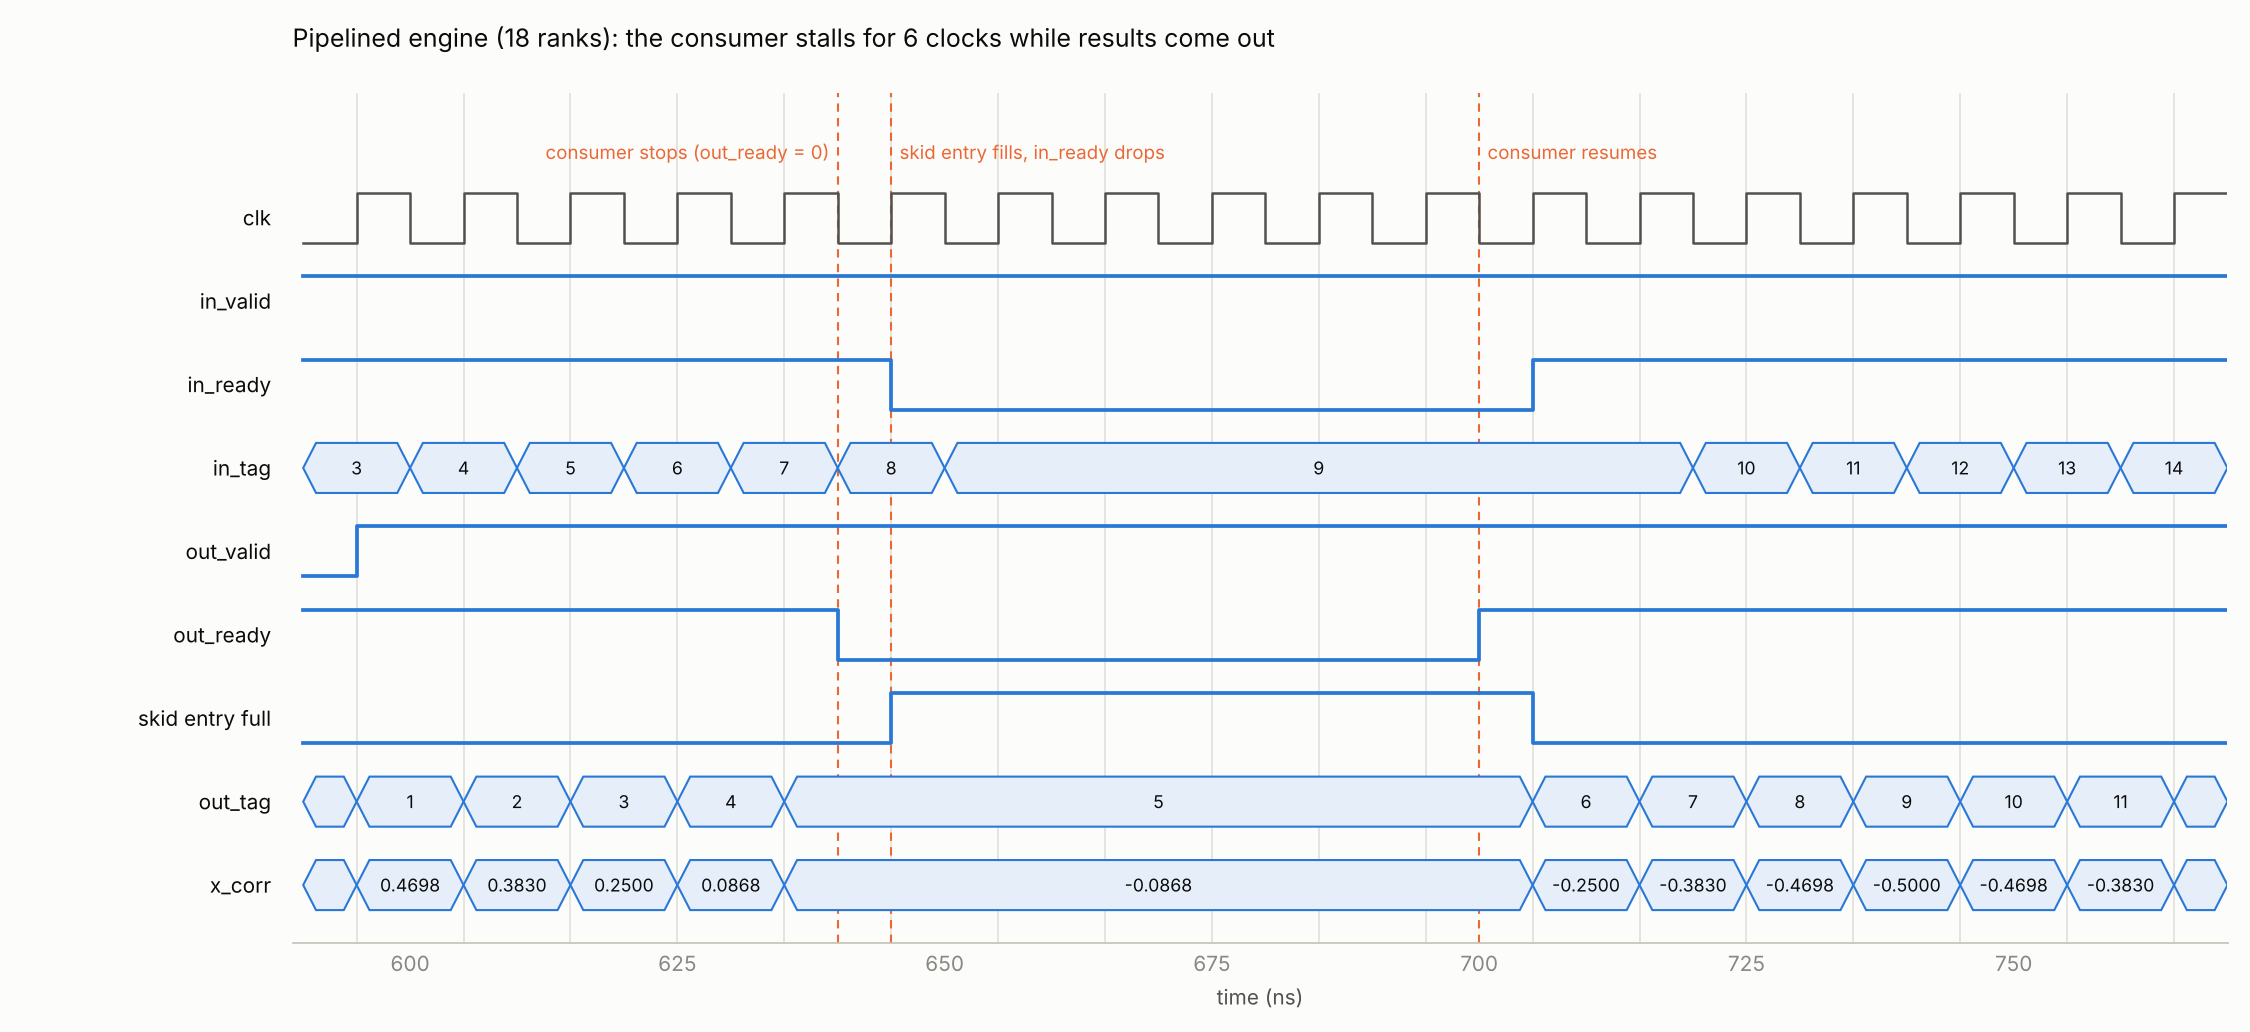 Pipelined engine (18 ranks): the consumer stalls for 6 clocks while results come out
consumer stops (out_ready = 0) skid entry fills, in_ready drops consumer resumes
clk
in_valid
in_ready
in_tag 3 4 5 6 7 8 9 10 11 12 13 14
out_valid
out_ready
skid entry full
out_tag 1 2 3 4 5 6 7 8 9 10 11
x_corr 0.4698 0.3830 0.2500 0.0868 -0.0868 -0.2500 -0.3830 -0.4698 -0.5000 -0.4698 -0.3830
600 625 650 675 700 725 750
time (ns)